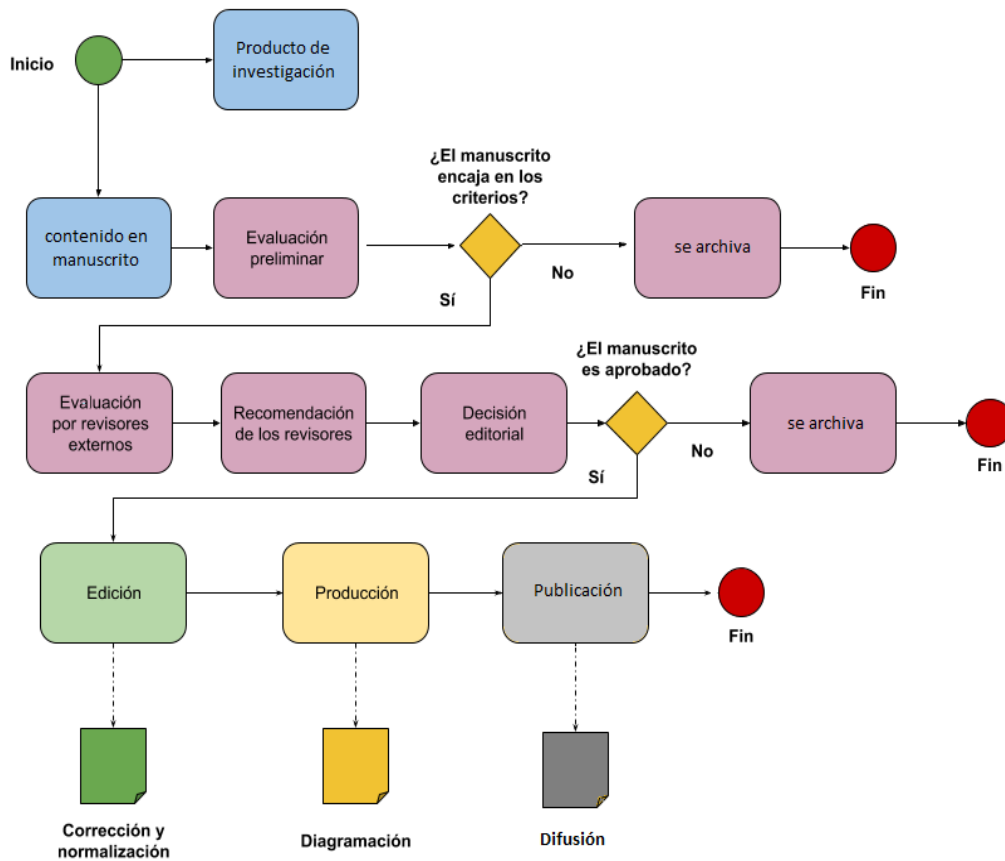 Inicio
Producto de
investigación
¿El manuscrito
encaja en los
criterios?
contenido en
manuscrito
Evaluación
preliminar
se archiva
No
Fin
Sí
¿El manuscrito
es aprobado?
Evaluación
por revisores
externos
Recomendación
de los revisores
Decisión
editorial
se archiva
No
Fin
Sí
Edición
Producción
Publicación
Fin
Corrección y
normalización
Diagramación
Difusión